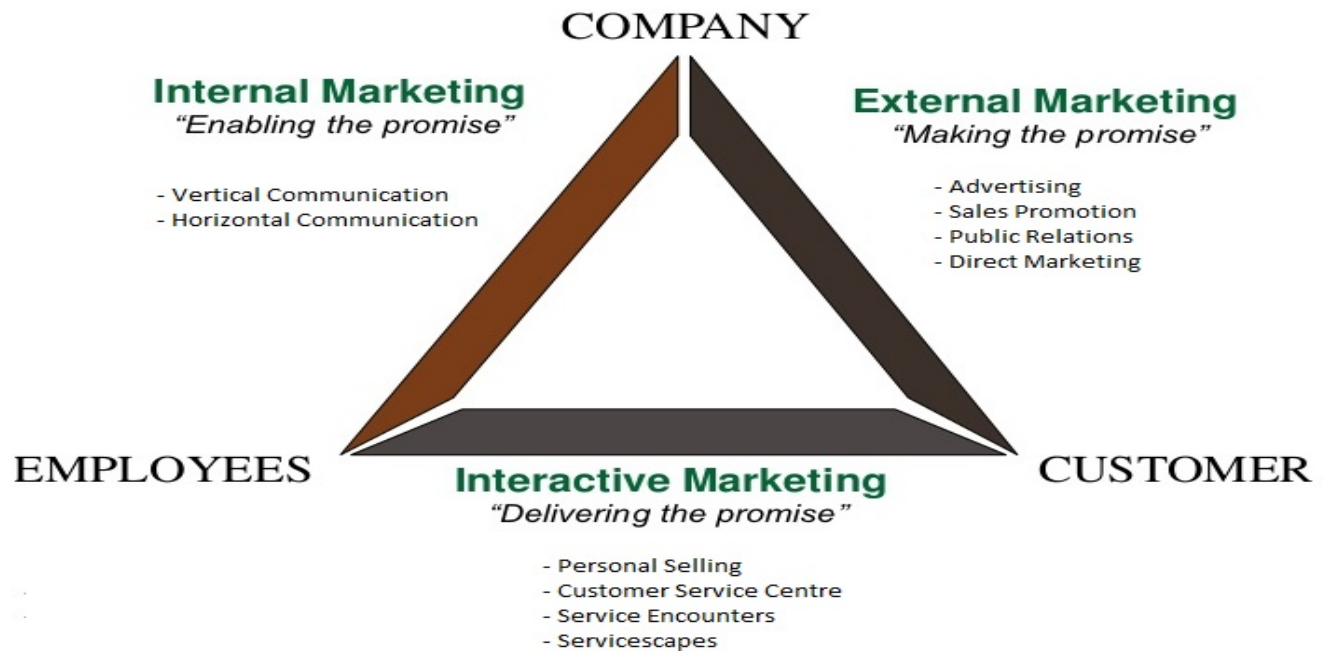 COMPANY
Internal Marketing
“Enabling the promise”
- Vertical Communication
- Horizontal Communication
External Marketing
“Making the promise”
- Advertising
- Sales Promotion
- Public Relations
- Direct Marketing
EMPLOYEES
CUSTOMER
Interactive Marketing
“Delivering the promise”
- Personal Selling
- Customer Service Centre
- Service Encounters
- Servicescapes